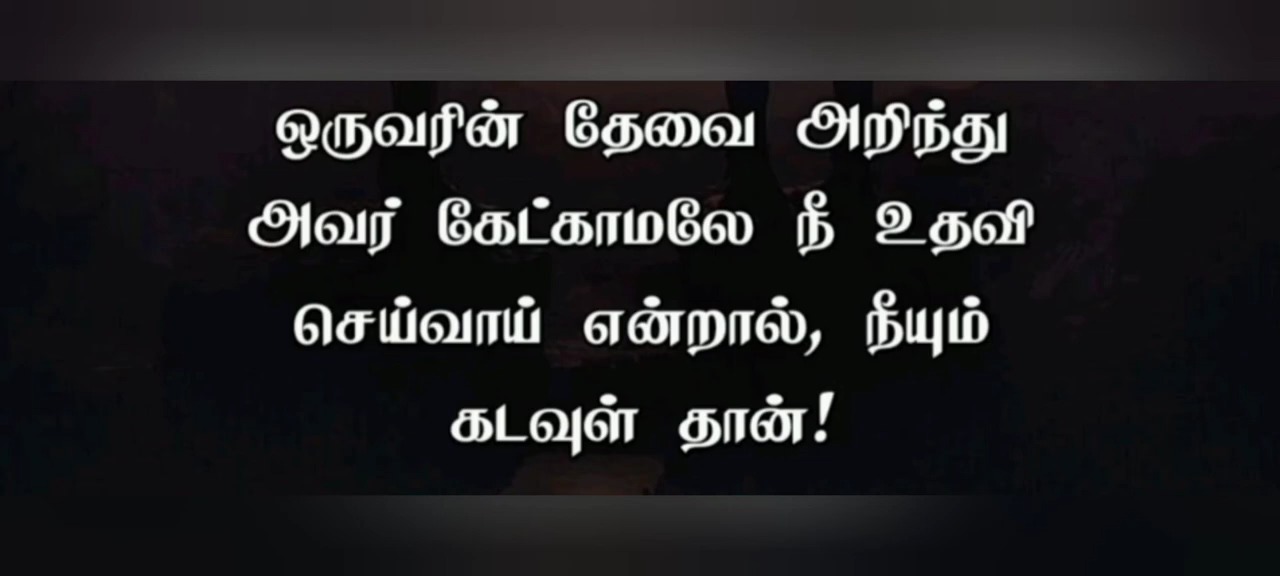 ஒருவரின் தேவை அறிந்து
அவர் கேட்காமலே நீ உதவி
செய்வாய் என்றால், நீயும்
கடவுள் தான்!